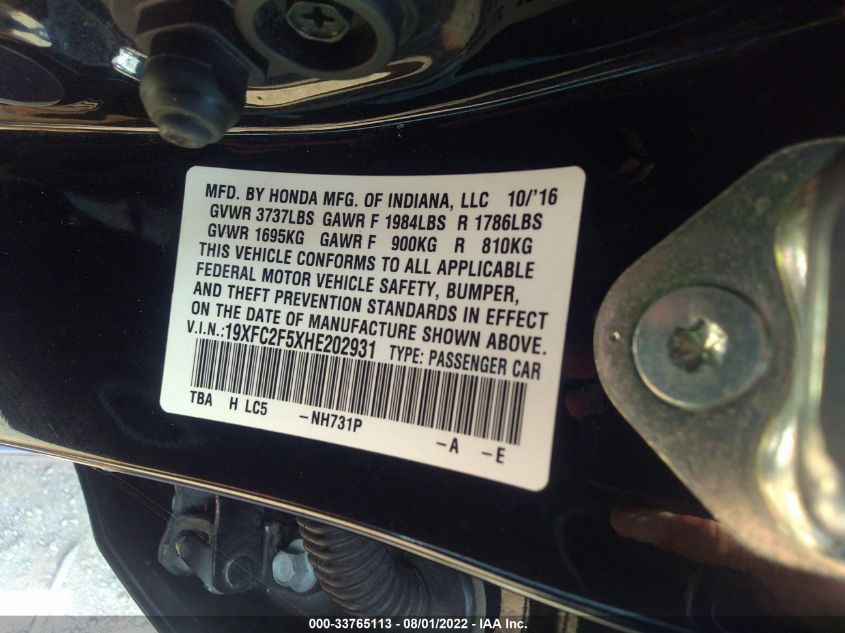 MFD. BY HONDA MFG. OF INDIANA, LLC 10/'16
GVWR 3737LBS GAWR F 1984LBS R 1786LBS
GVWR 1695KG GAWR F 900KG R 810KG
THIS VEHICLE CONFORMS TO ALL APPLICABLE
FEDERAL MOTOR VEHICLE SAFETY, BUMPER,
AND THEFT PREVENTION STANDARDS IN EFFECT
ON THE DATE OF MANUFACTURE SHOWN ABOVE.
V.I.N.:19XFC2F5XHE202931 TYPE: PASSENGER CAR
TBA H LC5 -NH731P -A -E
000-33765113 - 08/01/2022 - IAA Inc.